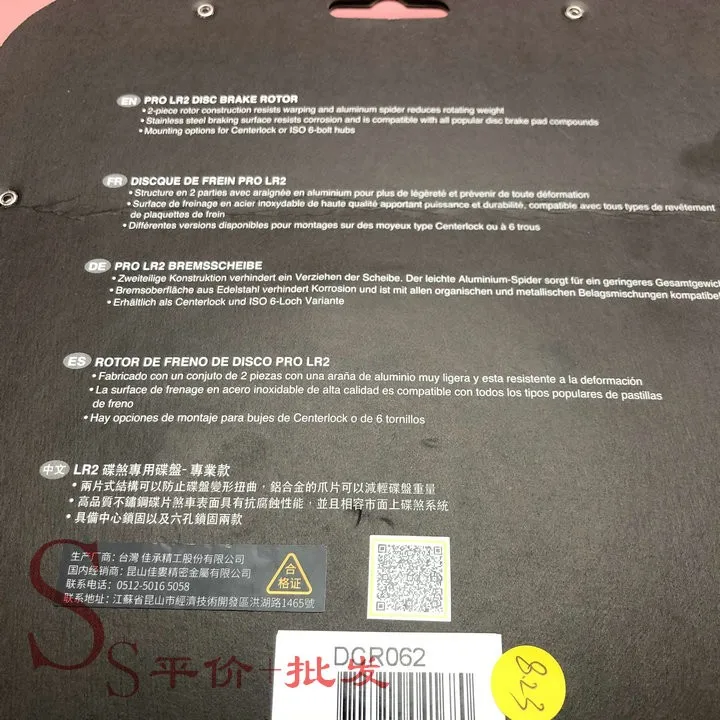 EN PRO LR2 DISC BRAKE ROTOR
• 2-piece rotor construction resists warping and aluminum spider reduces rotating weight
• Stainless steel braking surface resists corrosion and is compatible with all popular disc brake pad compounds
• Mounting options for Centerlock or ISO 6-bolt hubs
FR DISCQUE DE FREIN PRO LR2
• Structure en 2 parties avec araignée en aluminium pour plus de légèreté et prévenir de toute déformation
• Surface de freinage en acier inoxydable de haute qualité apportant puissance et durabilité, compatible avec tous types de revêtement
de plaquettes de frein
• Différentes versions disponibles pour montages sur des moyeux type Centerlock ou à 6 trous
DE PRO LR2 BREMSSCHEIBE
• Zweiteilige Konstruktion verhindert ein Verziehen der Scheibe. Der leichte Aluminium-Spider sorgt für ein geringeres Gesamtgewich
• Bremsoberfläche aus Edelstahl verhindert Korrosion und ist mit allen organischen und metallischen Belagsmischungen kompatibe
• Erhältlich als Centerlock und ISO 6-Loch Variante
ES ROTOR DE FRENO DE DISCO PRO LR2
• Fabricado con un conjuto de 2 piezas con una araña de aluminio muy ligera y esta resistente a la deformación
• La surface de frenage en acero inoxidable de alta calidad es compatible con todos los tipos populares de pastillas
de freno
• Hay opciones de montaje para bujes de Centerlock o de 6 tornillos
中文 LR2 碟煞專用碟盤- 專業款
• 兩片式結構可以防止碟盤變形扭曲，鋁合金的爪片可以減輕碟盤重量
• 高品質不鏽鋼碟片煞車表面具有抗腐蝕性能，並且相容市面上碟煞系統
• 具備中心鎖固以及六孔鎖固兩款
生产厂商：台灣 佳承精工股份有限公司
国内经销商：昆山佳雯精密金屬有限公司
联系电话：0512-5016 5058
联系地址：江蘇省昆山市經濟技術開發區洪湖路1465號
合
格证
DCR062
SS平价+批发
8.23